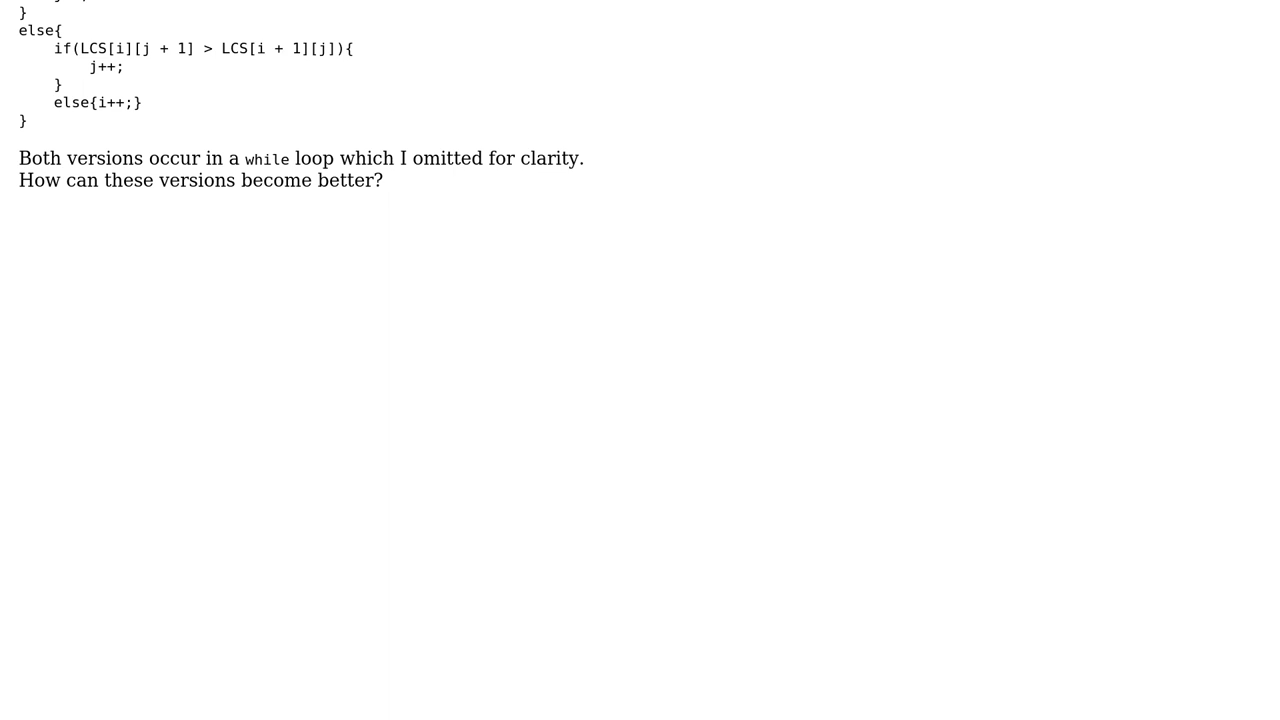 }
else{
    if(LCS[i][j + 1] > LCS[i + 1][j]){
        j++;
    }
    else{i++;}
}
Both versions occur in a while loop which I omitted for clarity.
How can these versions become better?